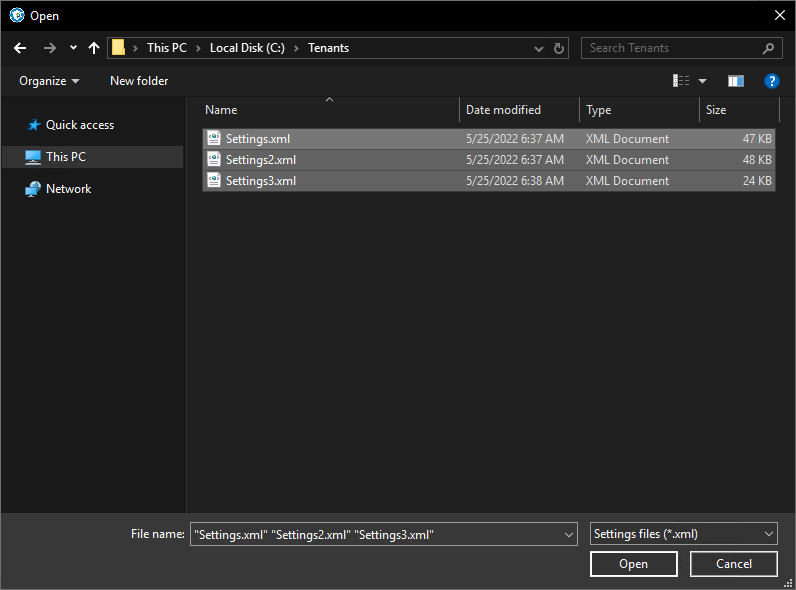 Open
This PC Local Disk (C:) Tenants Search Tenants
Organize New folder ?
Name Date modified Type Size
Quick access
This PC
Network
Settings.xml 5/25/2022 6:37 AM XML Document 47 KB
Settings2.xml 5/25/2022 6:37 AM XML Document 48 KB
Settings3.xml 5/25/2022 6:38 AM XML Document 24 KB
File name: "Settings.xml" "Settings2.xml" "Settings3.xml" Settings files (*.xml)
Open Cancel